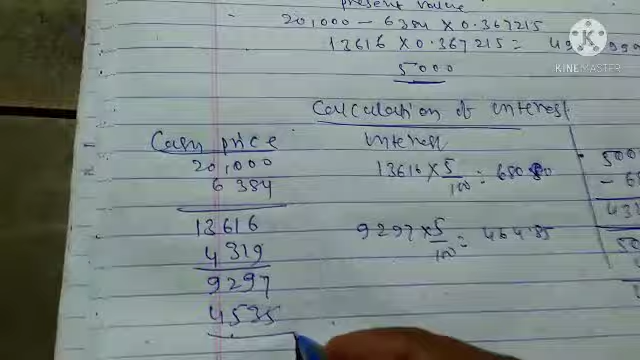 present value
20,000 - 6384 × 0.367215
13616 × 0.367215 =
5000
Calculation of interest
Cash price Interest
20,000
6384
13616 × 5/100 = 680.80
13616
4319
9297 × 5/100 = 464.85
9297
4535
KINEMASTER